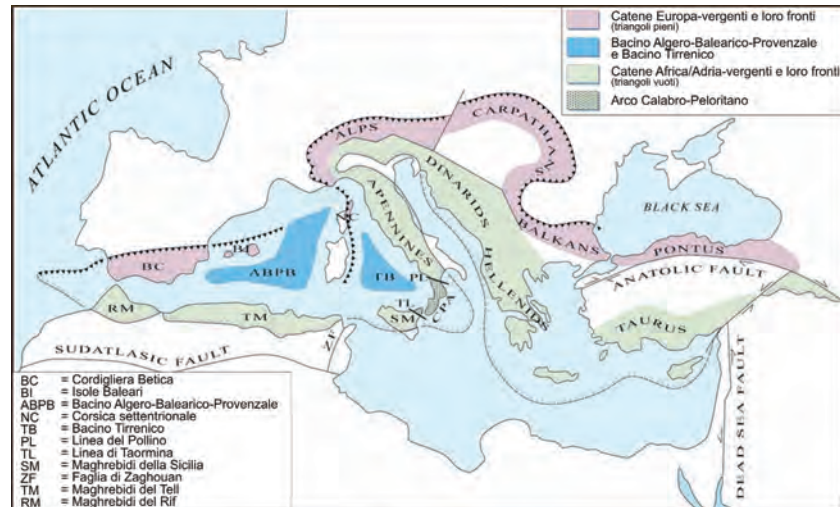 Catene Europa-vergenti e loro fronti
(triangoli pieni)
Bacino Algero-Balearico-Provenzale
e Bacino Tirrenico
Catene Africa/Adria-vergenti e loro fronti
(triangoli vuoti)
Arco Calabro-Peloritano
ATLANTIC OCEAN
ALPS
CARPATHIANS
DINARIDS
APENNINES
HELLENIDS
BALKANS
BLACK SEA
PONTUS
ANATOLIC FAULT
TAURUS
NC
BI
BC
ABPB
TB
PL
CPA
TL
SM
RM
TM
ZF
SUDATLASIC FAULT
DEAD SEA FAULT
BC = Cordigliera Betica
BI = Isole Baleari
ABPB = Bacino Algero-Balearico-Provenzale
NC = Corsica settentrionale
TB = Bacino Tirrenico
PL = Linea del Pollino
TL = Linea di Taormina
SM = Maghrebidi della Sicilia
ZF = Faglia di Zaghouan
TM = Maghrebidi del Tell
RM = Maghrebidi del Rif